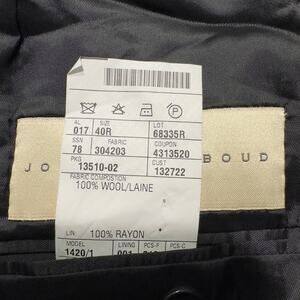 AL SIZE LOT
017 40R 68335R
SSN FABRIC COUPON
78 304203 4313520
PKG CUST
13510-02 132722
FABRIC COMPOSITION
100% WOOL/LAINE
JO BOUD
LIN: 100% RAYON
MODEL LINING PCS-F PCS-C
1420/1